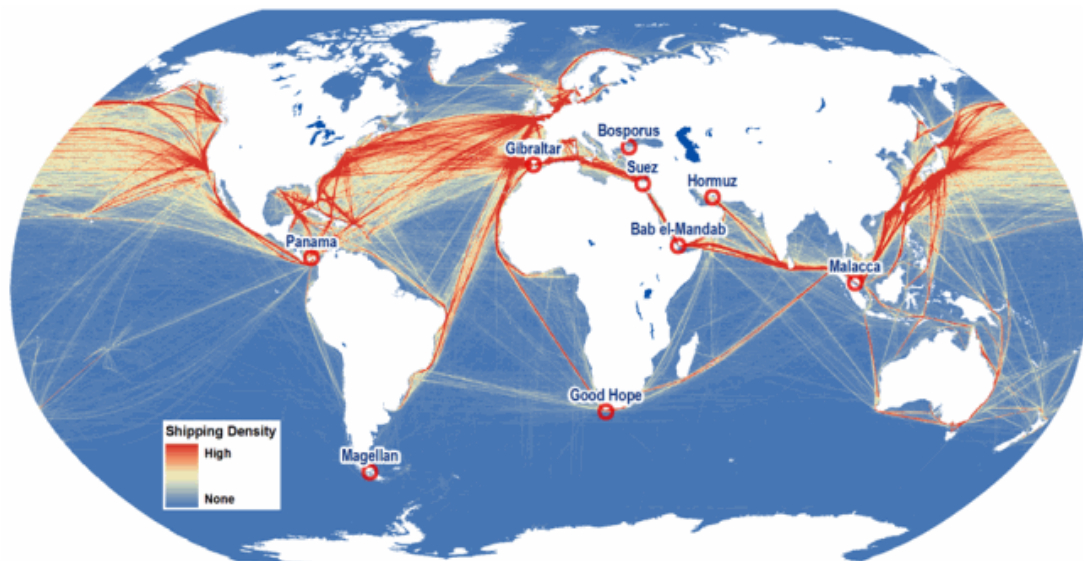 Bosporus
Gibraltar
Suez
Hormuz
Bab el-Mandab
Panama
Malacca
Good Hope
Magellan
Shipping Density
High
None